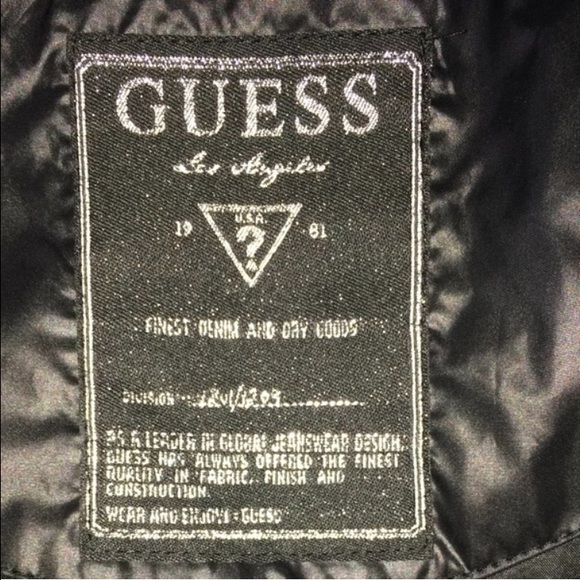 GUESS
Los Angeles
U.S.A.
19 ? 81
FINEST DENIM AND DRY GOODS
DIVISION
AS A LEADER IN GLOBAL JEANSWEAR DESIGN,
GUESS HAS ALWAYS OFFERED THE FINEST
QUALITY IN FABRIC, FINISH AND
CONSTRUCTION.
WEAR AND ENJOY! - GUESS